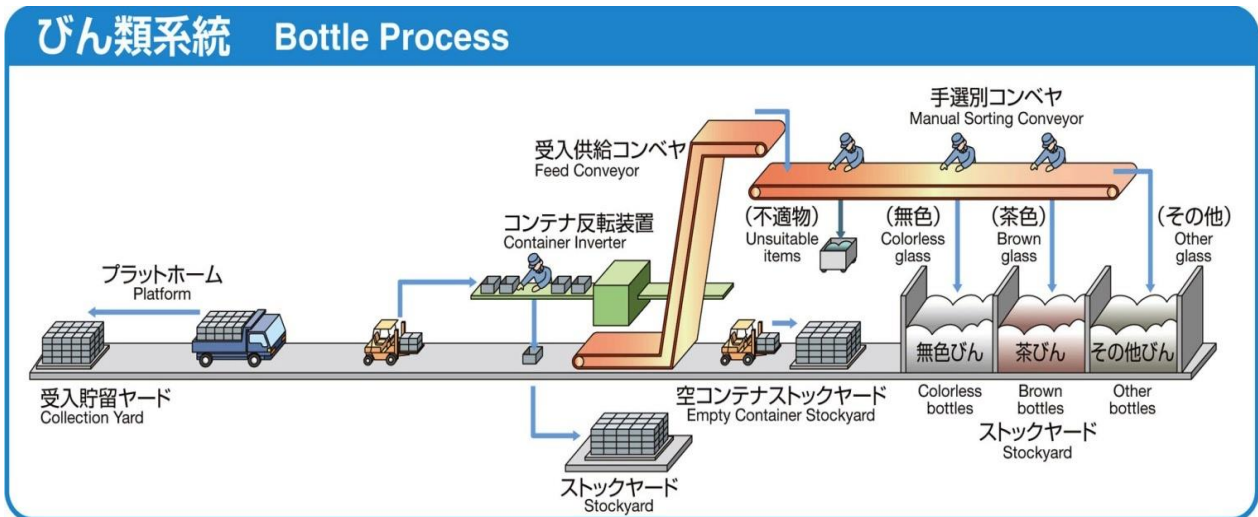 びん類系統 Bottle Process
手選別コンベヤ
Manual Sorting Conveyor
受入供給コンベヤ
Feed Conveyor
コンテナ反転装置
Container Inverter
(不適物)
Unsuitable
items
(無色)
Colorless
glass
(茶色)
Brown
glass
(その他)
Other
glass
プラットホーム
Platform
無色びん
茶びん
その他びん
受入貯留ヤード
Collection Yard
空コンテナストックヤード
Empty Container Stockyard
Colorless
bottles
Brown
bottles
Other
bottles
ストックヤード
Stockyard
ストックヤード
Stockyard